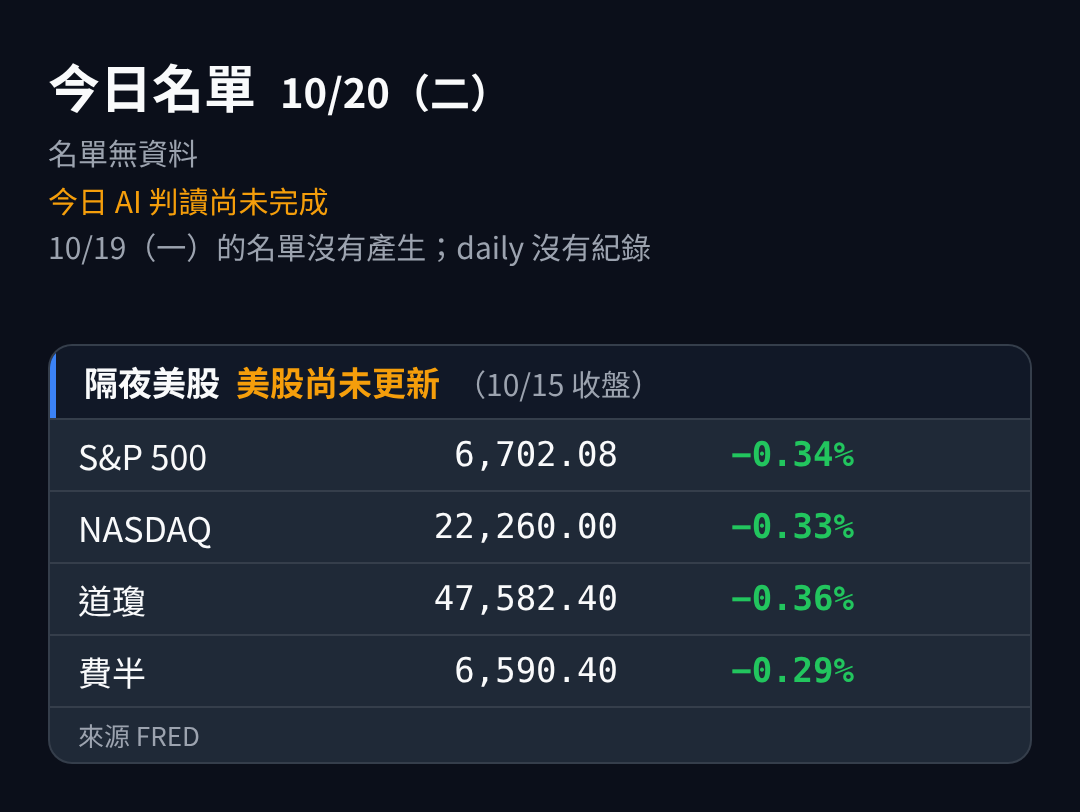 今日名單 10/20（二）
名單無資料
今日 AI 判讀尚未完成
10/19（一）的名單沒有產生；daily 沒有紀錄
隔夜美股 美股尚未更新 （10/15 收盤）
S&P 500 6,702.08 −0.34%
NASDAQ 22,260.00 −0.33%
道瓊 47,582.40 −0.36%
費半 6,590.40 −0.29%
來源 FRED